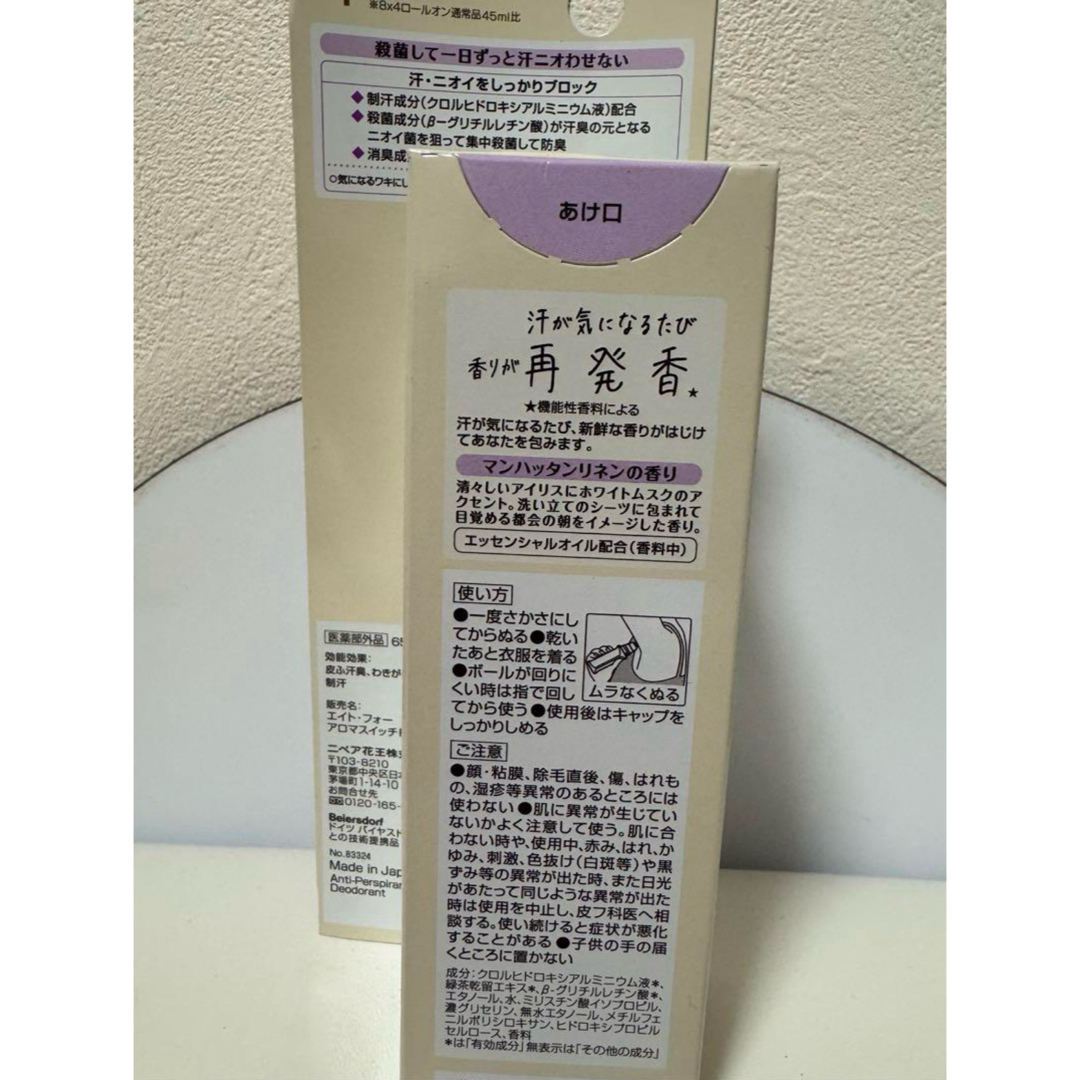 ※8x4ロールオン通常品45ml比
殺菌して一日ずっと汗ニオわせない
汗・ニオイをしっかりブロック
◆制汗成分(クロルヒドロキシアルミニウム液)配合
◆殺菌成分(β-グリチルレチン酸)が汗臭の元となる
ニオイ菌を狙って集中殺菌して防臭
◆消臭成
○気になるワキにし
医薬部外品 65
効能効果:
皮ふ汗臭、わきが
制汗
販売名:
エイト・フォー
アロマスイッチ
ニベア花王株式
〒103-8210
東京都中央区日本
茅場町1-14-10
お問合せ先
0120-165-
Beiersdorf
ドイツ バイヤスド
との技術提携品
No.83324
Made in Jap
Anti-Perspiran
Deodorant
あけ口
汗が気になるたび
香りが再発香★
★機能性香料による
汗が気になるたび、新鮮な香りがはじけ
てあなたを包みます。
マンハッタンリネンの香り
清々しいアイリスにホワイトムスクのア
クセント。洗い立てのシーツに包まれて
目覚める都会の朝をイメージした香り。
エッセンシャルオイル配合(香料中)
使い方
●一度さかさにし
てからぬる●乾い
たあと衣服を着る
●ボールが回りに
くい時は指で回し
てから使う●使用後はキャップを
しっかりしめる
ムラなくぬる
ご注意
●顔・粘膜、除毛直後、傷、はれも
の、湿疹等異常のあるところには
使わない●肌に異常が生じてい
ないかよく注意して使う。肌に合
わない時や、使用中、赤み、はれ、か
ゆみ、刺激、色抜け(白斑等)や黒
ずみ等の異常が出た時、また日光
があたって同じような異常が出た
時は使用を中止し、皮フ科医へ相
談する。使い続けると症状が悪化
することがある●子供の手の届
くところに置かない
成分:クロルヒドロキシアルミニウム液*、
緑茶乾留エキス*、β-グリチルレチン酸*、
エタノール、水、ミリスチン酸イソプロピル、
濃グリセリン、無水エタノール、メチルフェ
ニルポリシロキサン、ヒドロキシプロピル
セルロース、香料
*は「有効成分」無表示は「その他の成分」